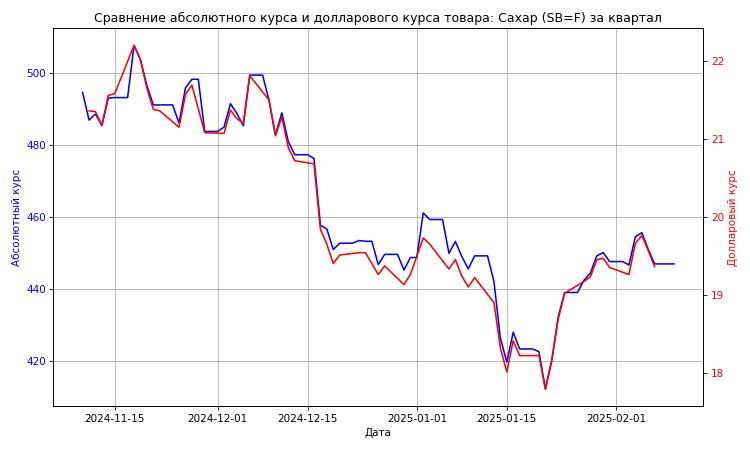 Сравнение абсолютного курса и долларового курса товара: Сахар (SB=F) за квартал
500
480
460
440
420
Абсолютный курс
22
21
20
19
18
Долларовый курс
2024-11-15 2024-12-01 2024-12-15 2025-01-01 2025-01-15 2025-02-01
Дата